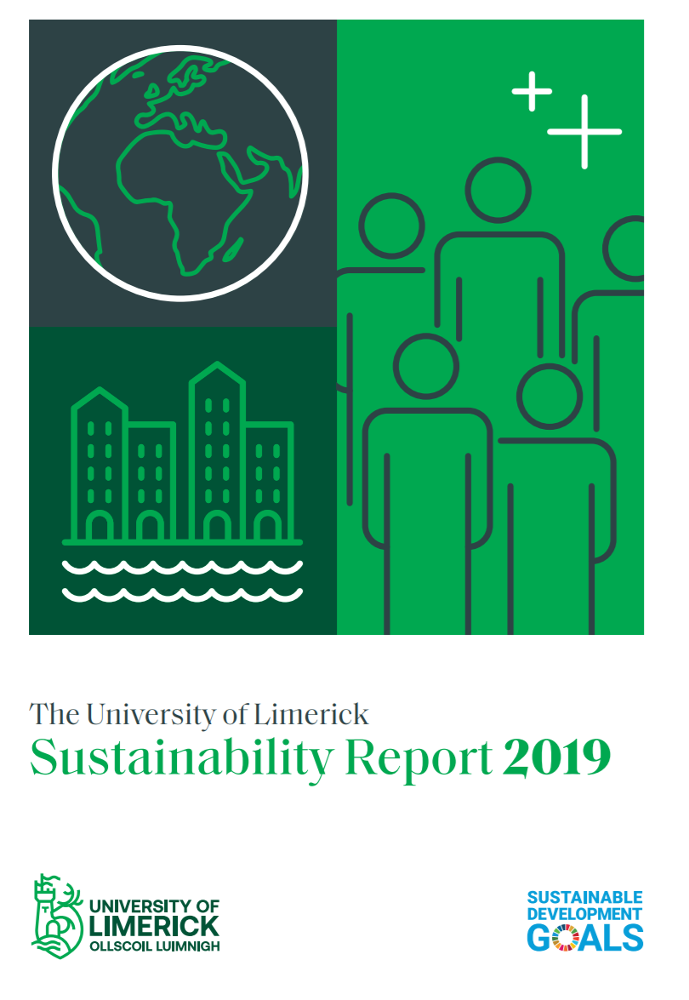 The University of Limerick
Sustainability Report 2019
UNIVERSITY OF
LIMERICK
OLLSCOIL LUIMNIGH
SUSTAINABLE
DEVELOPMENT
GOALS